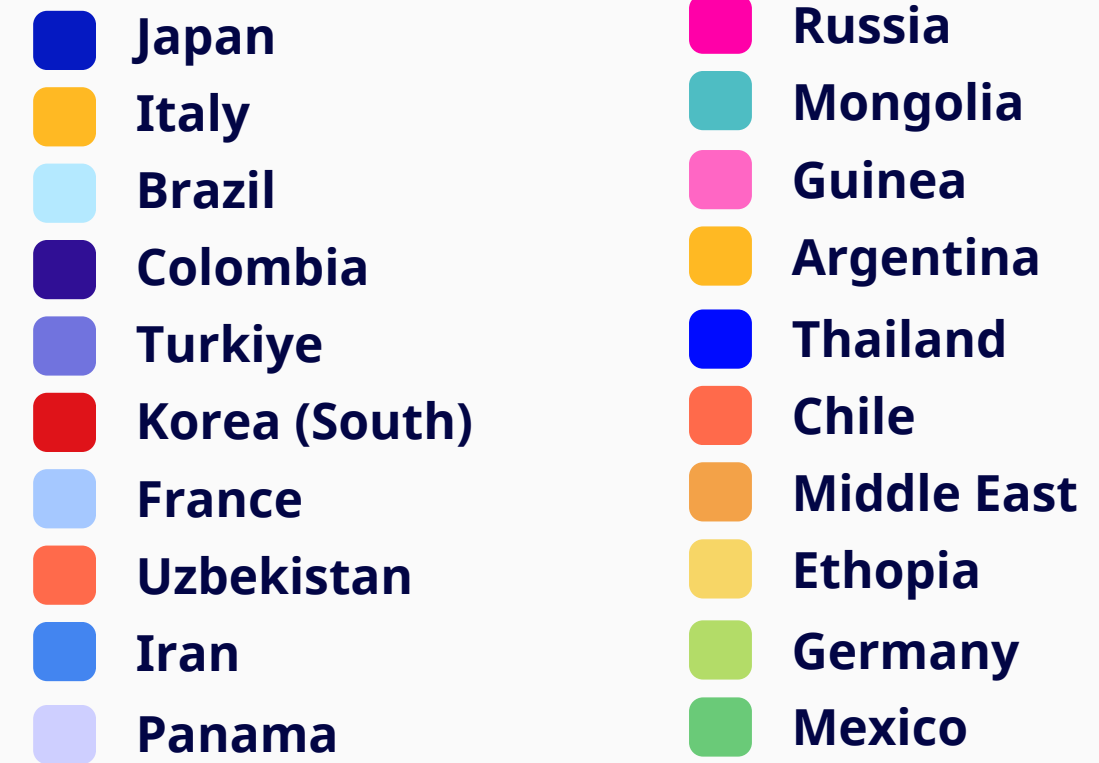 Japan
Italy
Brazil
Colombia
Turkiye
Korea (South)
France
Uzbekistan
Iran
Panama
Russia
Mongolia
Guinea
Argentina
Thailand
Chile
Middle East
Ethopia
Germany
Mexico